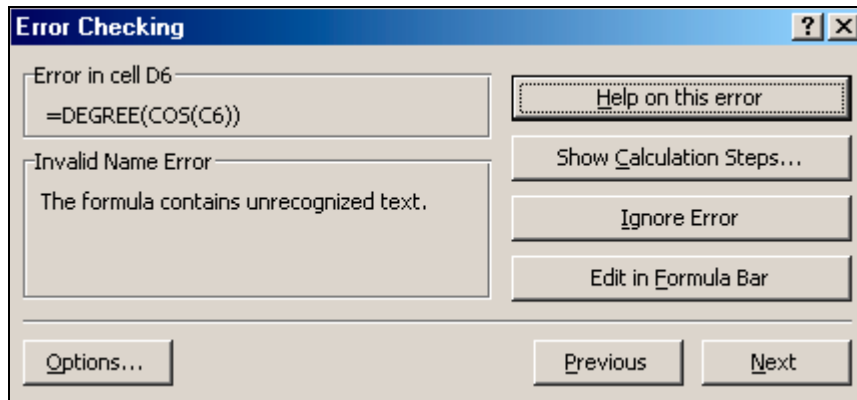 Error Checking
Error in cell D6
=DEGREE(COS(C6))
Help on this error
Invalid Name Error
The formula contains unrecognized text.
Show Calculation Steps...
Ignore Error
Edit in Formula Bar
Options...
Previous
Next